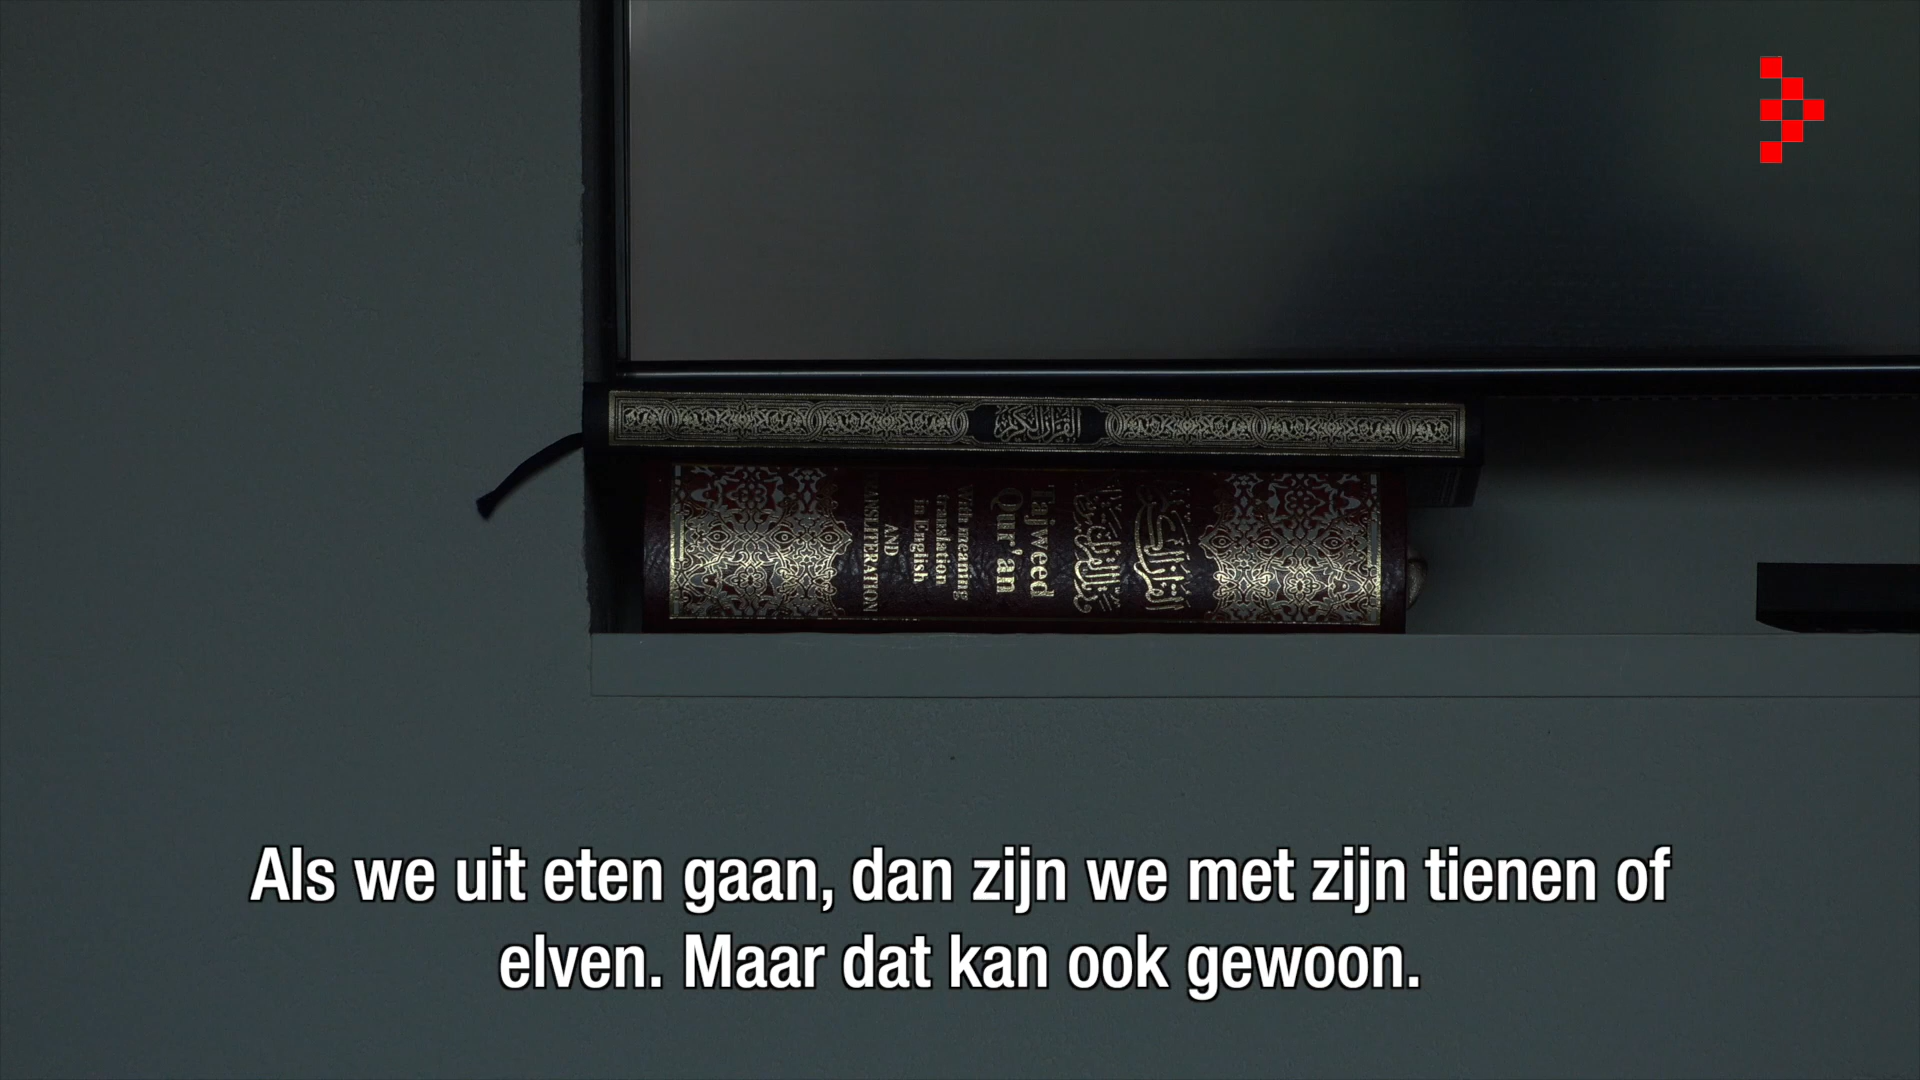 القرآن الكريم
القرآن الكريم
Tajweed
Qur'an
With meaning
translation
in English
AND
TRANSLITERATION
Als we uit eten gaan, dan zijn we met zijn tienen of
elven. Maar dat kan ook gewoon.